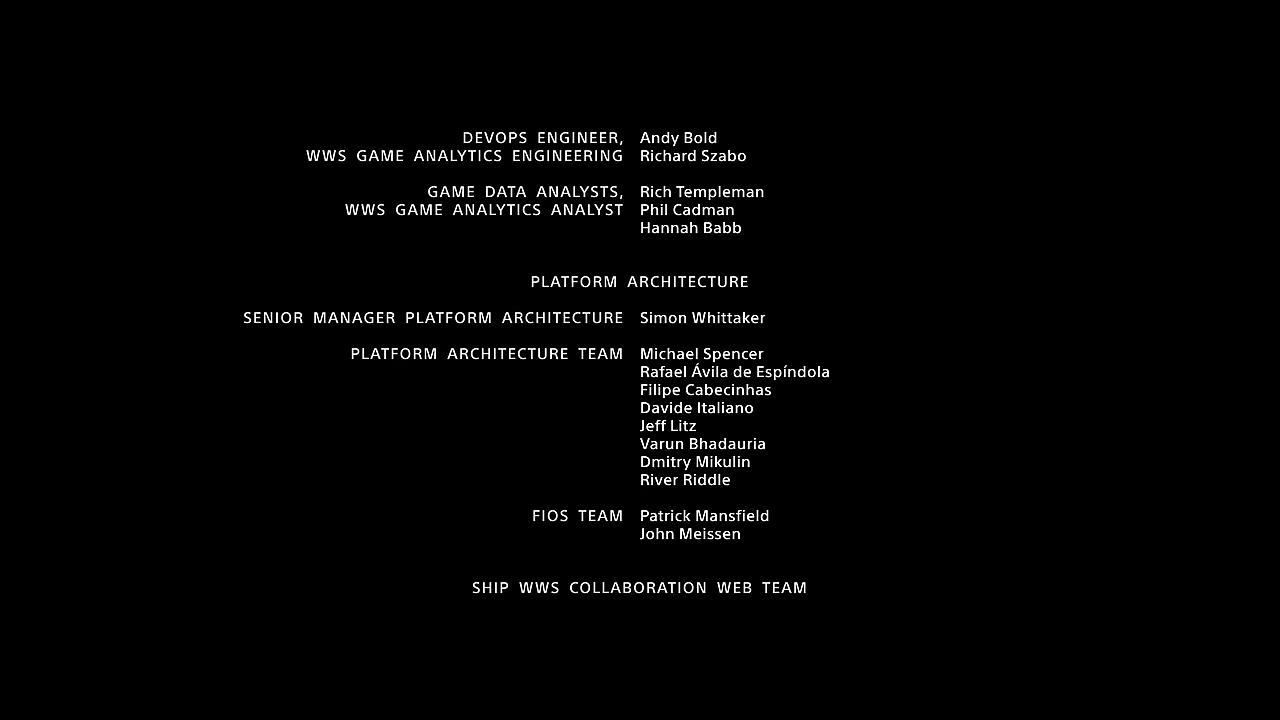 DEVOPS ENGINEER, Andy Bold
WWS GAME ANALYTICS ENGINEERING Richard Szabo
GAME DATA ANALYSTS, Rich Templeman
WWS GAME ANALYTICS ANALYST Phil Cadman
Hannah Babb
PLATFORM ARCHITECTURE
SENIOR MANAGER PLATFORM ARCHITECTURE Simon Whittaker
PLATFORM ARCHITECTURE TEAM Michael Spencer
Rafael Ávila de Espíndola
Filipe Cabecinhas
Davide Italiano
Jeff Litz
Varun Bhadauria
Dmitry Mikulin
River Riddle
FIOS TEAM Patrick Mansfield
John Meissen
SHIP WWS COLLABORATION WEB TEAM